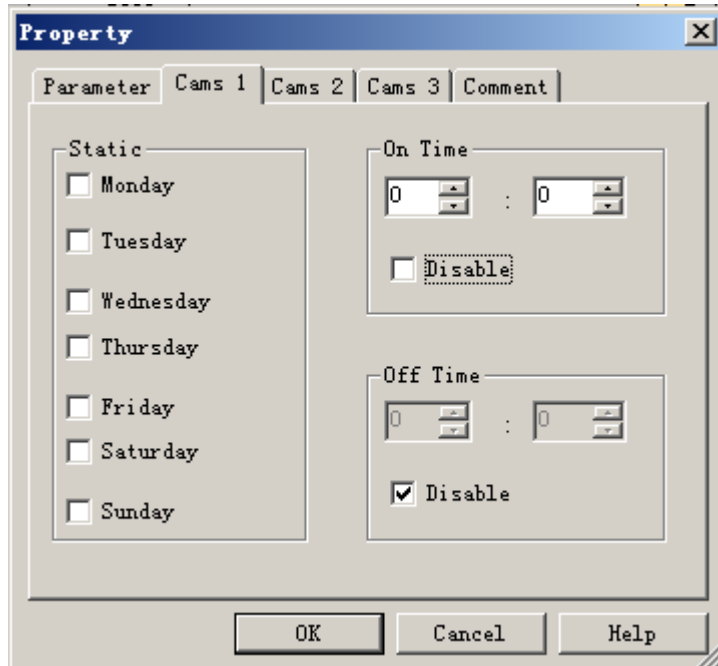 Property
Parameter Cams 1 Cams 2 Cams 3 Comment
Static
Monday
Tuesday
Wednesday
Thursday
Friday
Saturday
Sunday
On Time
0 : 0
Disable
Off Time
0 : 0
Disable
OK Cancel Help